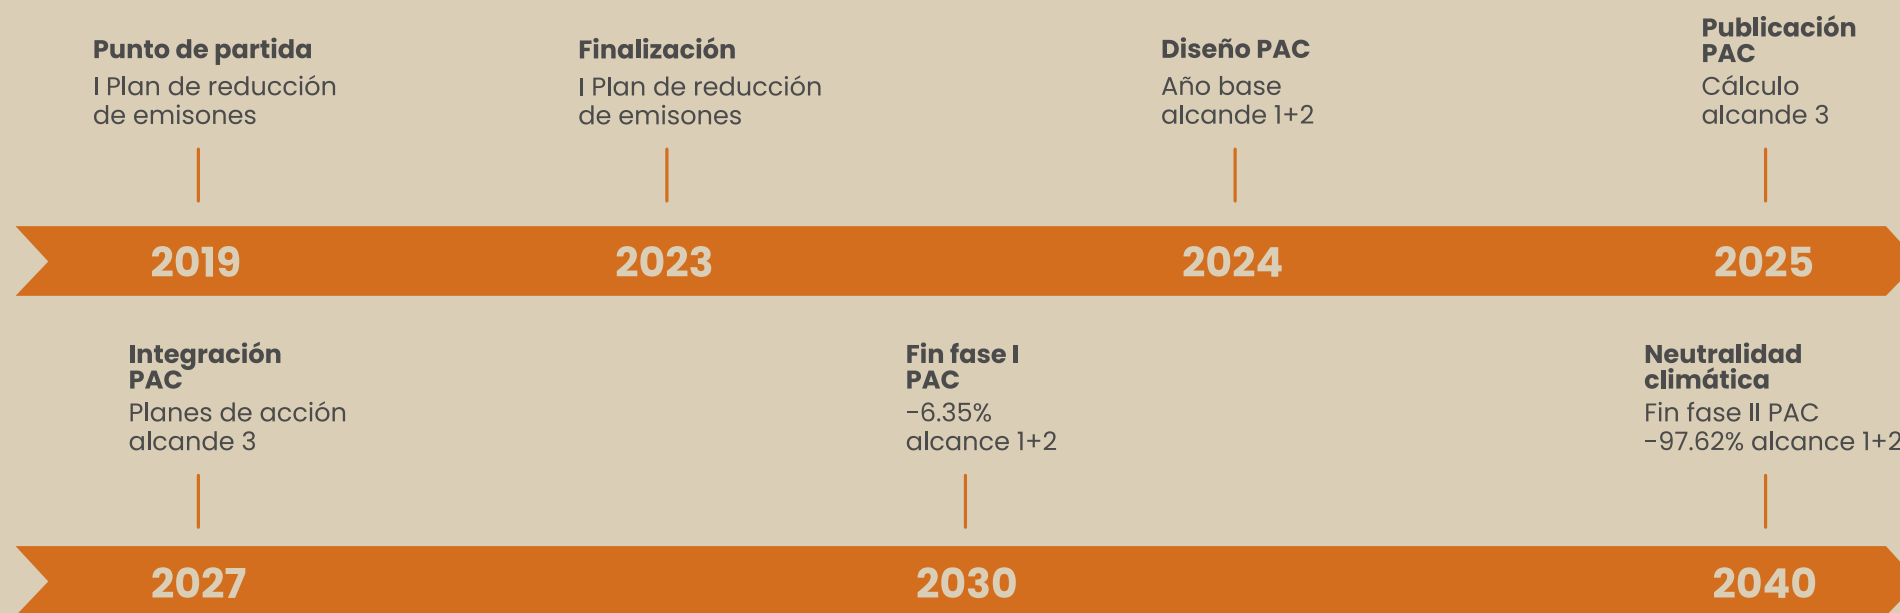 Punto de partida
I Plan de reducción
de emisones
Finalización
I Plan de reducción
de emisones
Diseño PAC
Año base
alcande 1+2
Publicación
PAC
Cálculo
alcande 3
2019
2023
2024
2025
Integración
PAC
Planes de acción
alcande 3
Fin fase I
PAC
-6.35%
alcance 1+2
Neutralidad
climática
Fin fase II PAC
-97.62% alcance 1+2
2027
2030
2040